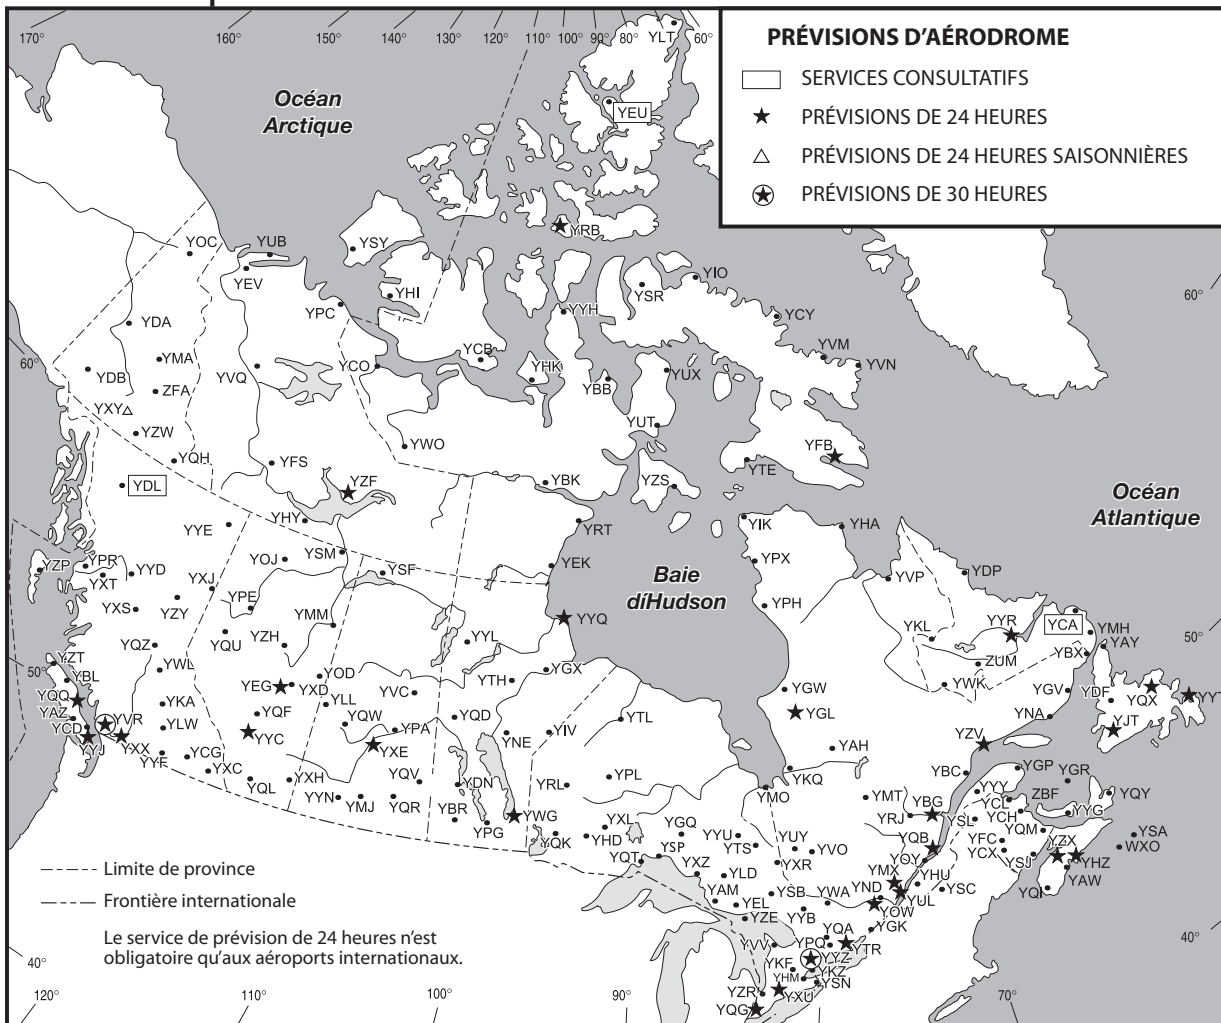 170°
160°
150°
140°
130°
120°
110°
100°
90°
80°
YLT
60°
PRÉVISIONS D’AÉRODROME
SERVICES CONSULTATIFS
PRÉVISIONS DE 24 HEURES
PRÉVISIONS DE 24 HEURES SAISONNIÈRES
PRÉVISIONS DE 30 HEURES
Océan
Arctique
YEU
YRB
YOC
YUB
YSY
YEV
YHI
YPC
YYH
YSR
YIO
60°
YCY
YDA
YMA
YVQ
YCO
YCB
YHK
YBB
YUX
YVM
YVN
60°
YDB
ZFA
YXY
YZW
YWO
YUT
YFB
YQH
YFS
YTE
YDL
YZF
YBK
YZS
Océan
Atlantique
YYE
YHY
YRT
YIK
YHA
YZP
YPR
YXT
YYD
YXJ
YOJ
YSM
YSF
YEK
YPX
Baie
díHudson
YVP
YDP
YXS
YZY
YPE
YMM
YYQ
YPH
YKL
YYR
YCA
50°
YMH
YAY
YQZ
YQU
YZH
YYL
ZUM
YBX
50°
YZT
YBL
YWL
YEG
YXD
YOD
YVC
YTH
YGX
YGW
YWK
YGV
YDF
YQX
YYT
YQQ
YAZ
YCD
YVR
YKA
YLW
YQF
YLL
YQW
YPA
YQD
YNE
YIV
YTL
YGL
YNA
YJT
YYJ
YXX
YYF
YCG
YYC
YXE
YAH
YZV
YXC
YQL
YXH
YQV
YDN
YRL
YPL
YKQ
YBC
YGP
YGR
YYN
YMJ
YQR
YBR
YPG
YWG
YMO
YMT
YYY
YCL
ZBF
YQY
YRJ
YBG
YSL
YCH
YYG
YQK
YHD
YXL
YGQ
YYU
YTS
YUY
YVO
YQB
YFC
YQM
YZX
YSA
WXO
YQT
YSP
YXZ
YLD
YXR
YOY
YCX
YSJ
YHZ
YAW
YMX
YHU
YUL
YSC
YQI
Limite de province
Frontière internationale
YAM
YEL
YSB
YWA
YND
YOW
YZE
YYB
YGK
Le service de prévision de 24 heures n’est
obligatoire qu’aux aéroports internationaux.
YVV
YPQ
YQA
YTR
YYZ
YKF
YKZ
YHM
YSN
YZR
YXU
YQG
40°
40°
120°
110°
100°
90°
70°